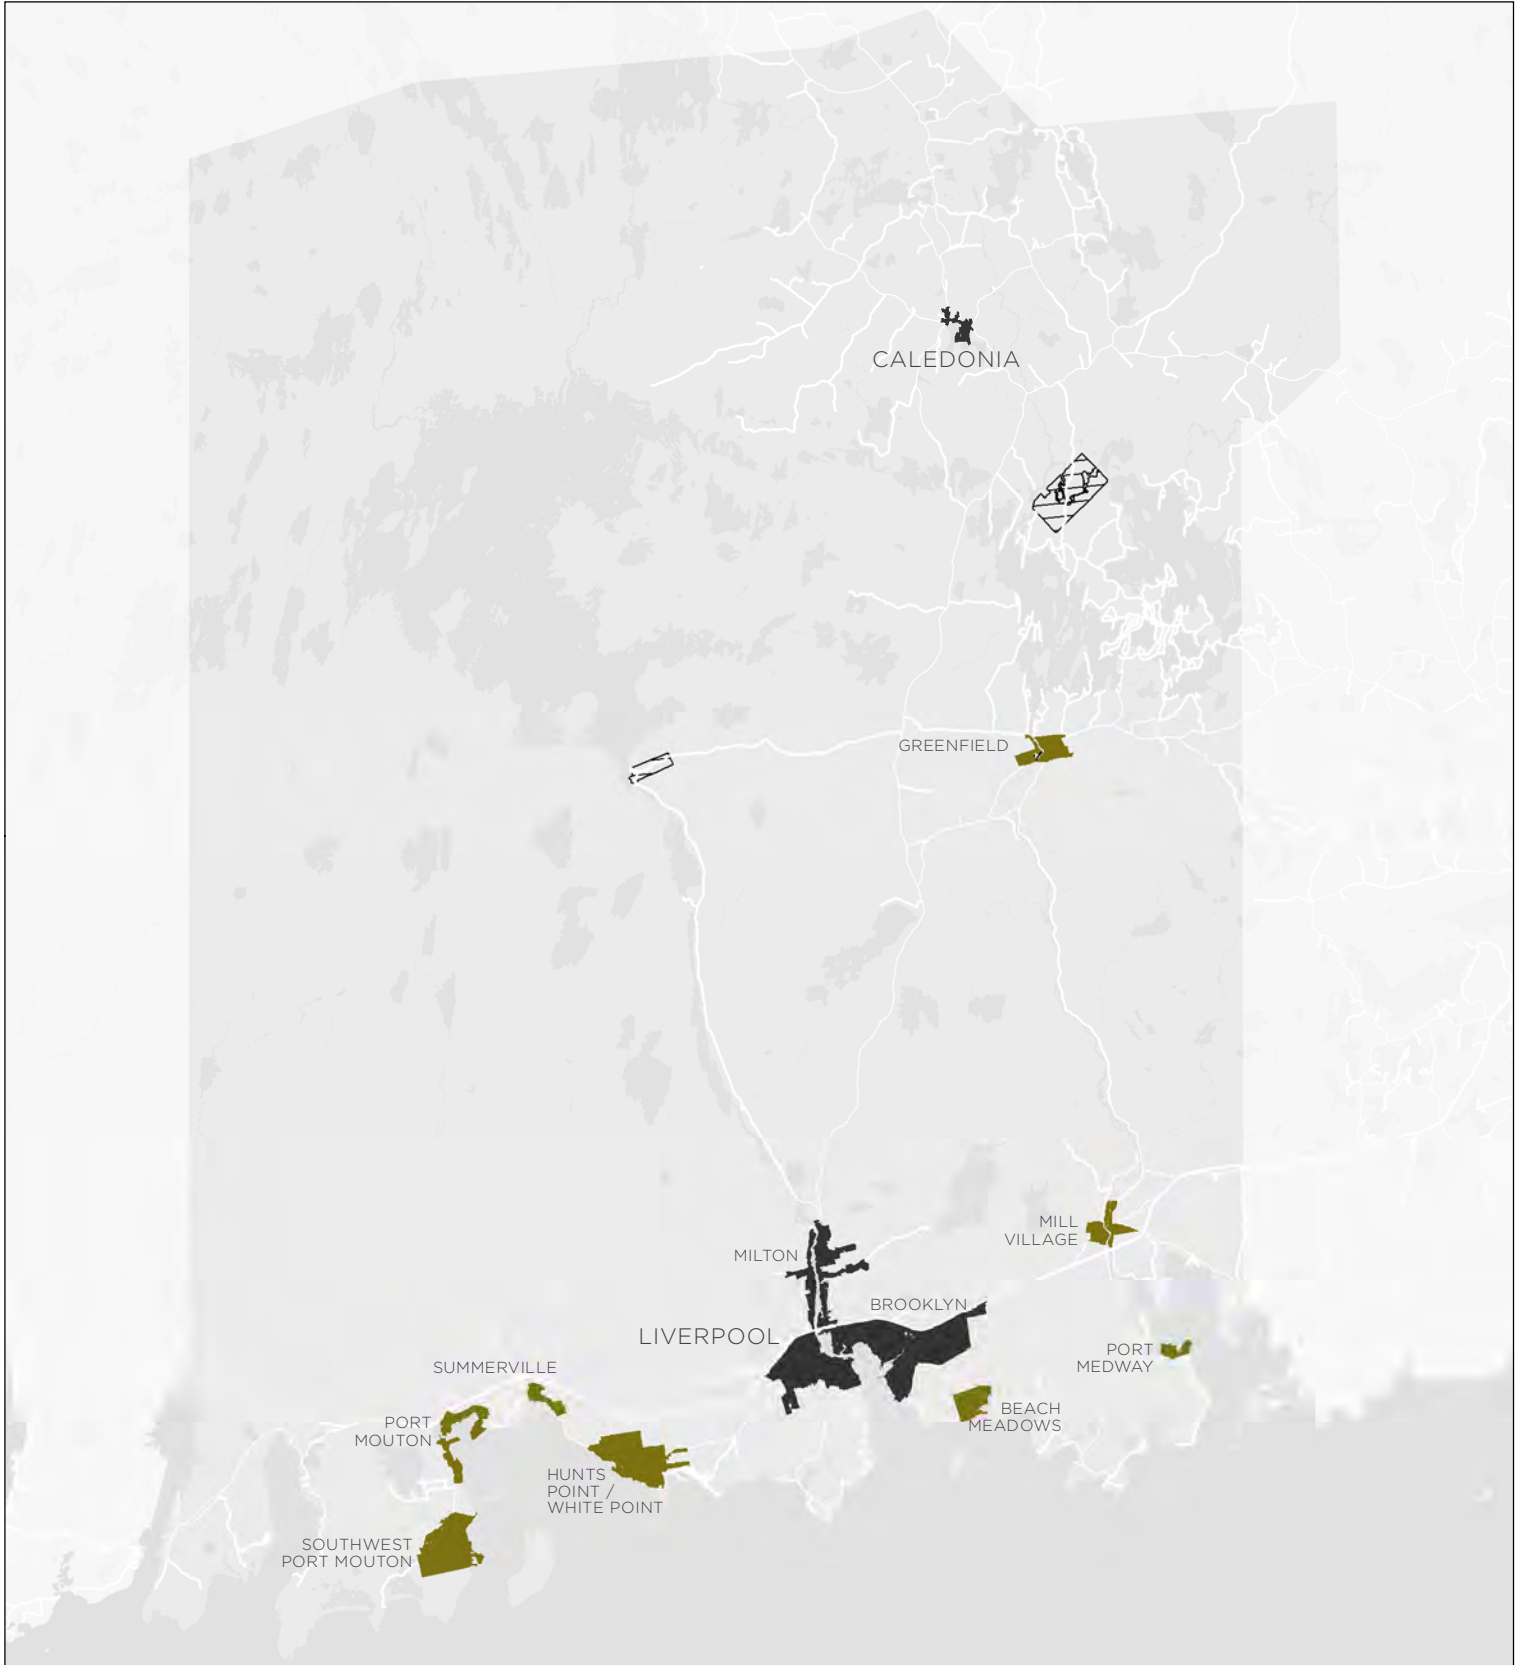 CALEDONIA
GREENFIELD
MILL
VILLAGE
MILTON
BROOKLYN
LIVERPOOL
PORT
MEDWAY
SUMMERVILLE
BEACH
MEADOWS
PORT
MOUTON
HUNTS
POINT /
WHITE POINT
SOUTHWEST
PORT MOUTON